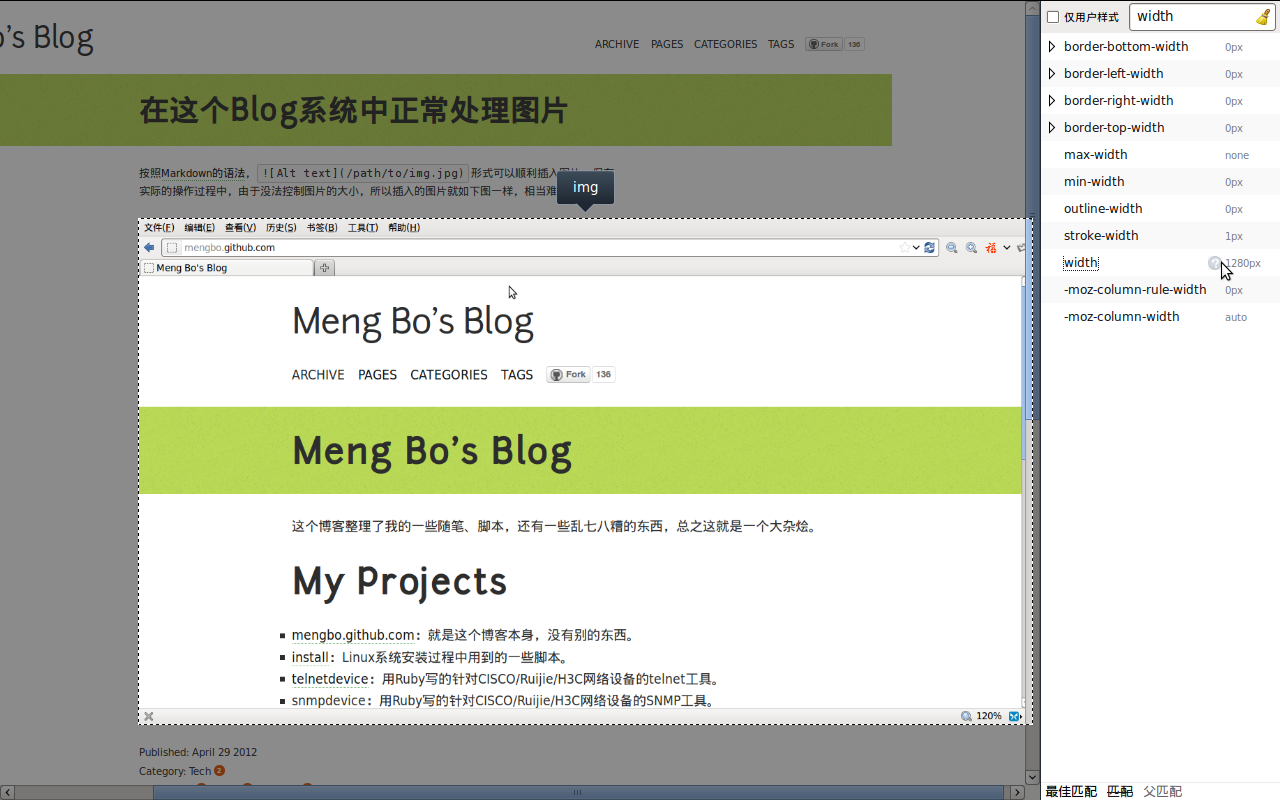 's Blog
ARCHIVE PAGES CATEGORIES TAGS Fork 136
在这个Blog系统中正常处理图片
按照Markdown的语法， ![Alt text](/path/to/img.jpg) 形式可以顺利插入图片，但在
实际的操作过程中，由于没法控制图片的大小，所以插入的图片就如下图一样，相当难
img
文件(F) 编辑(E) 查看(V) 历史(S) 书签(B) 工具(T) 帮助(H)
mengbo.github.com
福
Meng Bo's Blog
Meng Bo's Blog
ARCHIVE PAGES CATEGORIES TAGS Fork 136
Meng Bo's Blog
这个博客整理了我的一些随笔、脚本，还有一些乱七八糟的东西，总之这就是一个大杂烩。
My Projects
mengbo.github.com：就是这个博客本身，没有别的东西。
install：Linux系统安装过程中用到的一些脚本。
telnetdevice：用Ruby写的针对CISCO/Ruijie/H3C网络设备的telnet工具。
snmpdevice：用Ruby写的针对CISCO/Ruijie/H3C网络设备的SNMP工具。
120%
Published: April 29 2012
Category: Tech 2
仅用户样式 width
border-bottom-width 0px
border-left-width 0px
border-right-width 0px
border-top-width 0px
max-width none
min-width 0px
outline-width 0px
stroke-width 1px
width ? 1280px
-moz-column-rule-width 0px
-moz-column-width auto
最佳匹配 匹配 父匹配